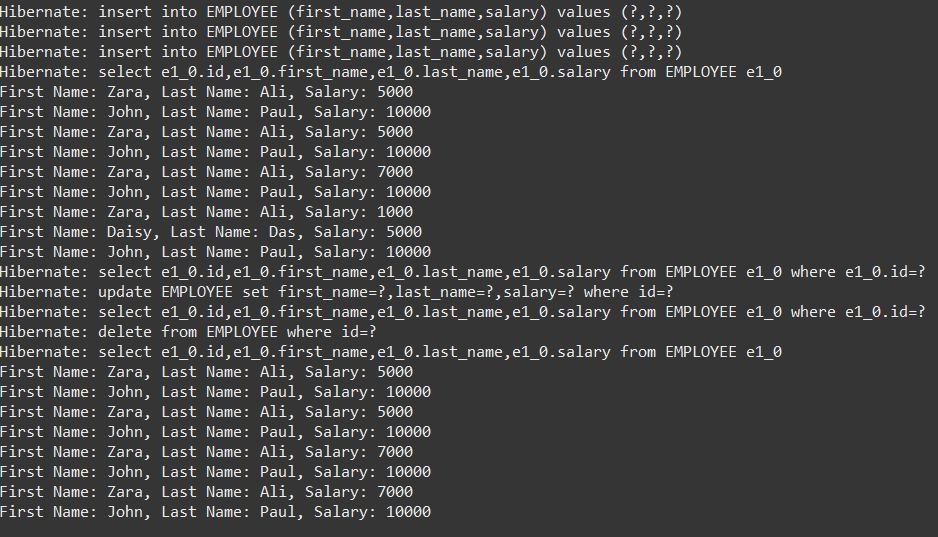 Hibernate: insert into EMPLOYEE (first_name,last_name,salary) values (?,?,?)
Hibernate: insert into EMPLOYEE (first_name,last_name,salary) values (?,?,?)
Hibernate: insert into EMPLOYEE (first_name,last_name,salary) values (?,?,?)
Hibernate: select e1_0.id,e1_0.first_name,e1_0.last_name,e1_0.salary from EMPLOYEE e1_0
First Name: Zara, Last Name: Ali, Salary: 5000
First Name: John, Last Name: Paul, Salary: 10000
First Name: Zara, Last Name: Ali, Salary: 5000
First Name: John, Last Name: Paul, Salary: 10000
First Name: Zara, Last Name: Ali, Salary: 7000
First Name: John, Last Name: Paul, Salary: 10000
First Name: Zara, Last Name: Ali, Salary: 1000
First Name: Daisy, Last Name: Das, Salary: 5000
First Name: John, Last Name: Paul, Salary: 10000
Hibernate: select e1_0.id,e1_0.first_name,e1_0.last_name,e1_0.salary from EMPLOYEE e1_0 where e1_0.id=?
Hibernate: update EMPLOYEE set first_name=?,last_name=?,salary=? where id=?
Hibernate: select e1_0.id,e1_0.first_name,e1_0.last_name,e1_0.salary from EMPLOYEE e1_0 where e1_0.id=?
Hibernate: delete from EMPLOYEE where id=?
Hibernate: select e1_0.id,e1_0.first_name,e1_0.last_name,e1_0.salary from EMPLOYEE e1_0
First Name: Zara, Last Name: Ali, Salary: 5000
First Name: John, Last Name: Paul, Salary: 10000
First Name: Zara, Last Name: Ali, Salary: 5000
First Name: John, Last Name: Paul, Salary: 10000
First Name: Zara, Last Name: Ali, Salary: 7000
First Name: John, Last Name: Paul, Salary: 10000
First Name: Zara, Last Name: Ali, Salary: 7000
First Name: John, Last Name: Paul, Salary: 10000